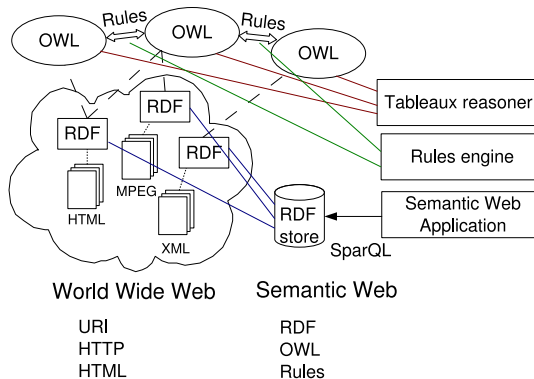 Rules
Rules
OWL
OWL
OWL
Tableaux reasoner
RDF
RDF
RDF
Rules engine
MPEG
HTML
XML
RDF
store
Semantic Web
Application
SparQL
World Wide Web
Semantic Web
URI
RDF
HTTP
OWL
HTML
Rules